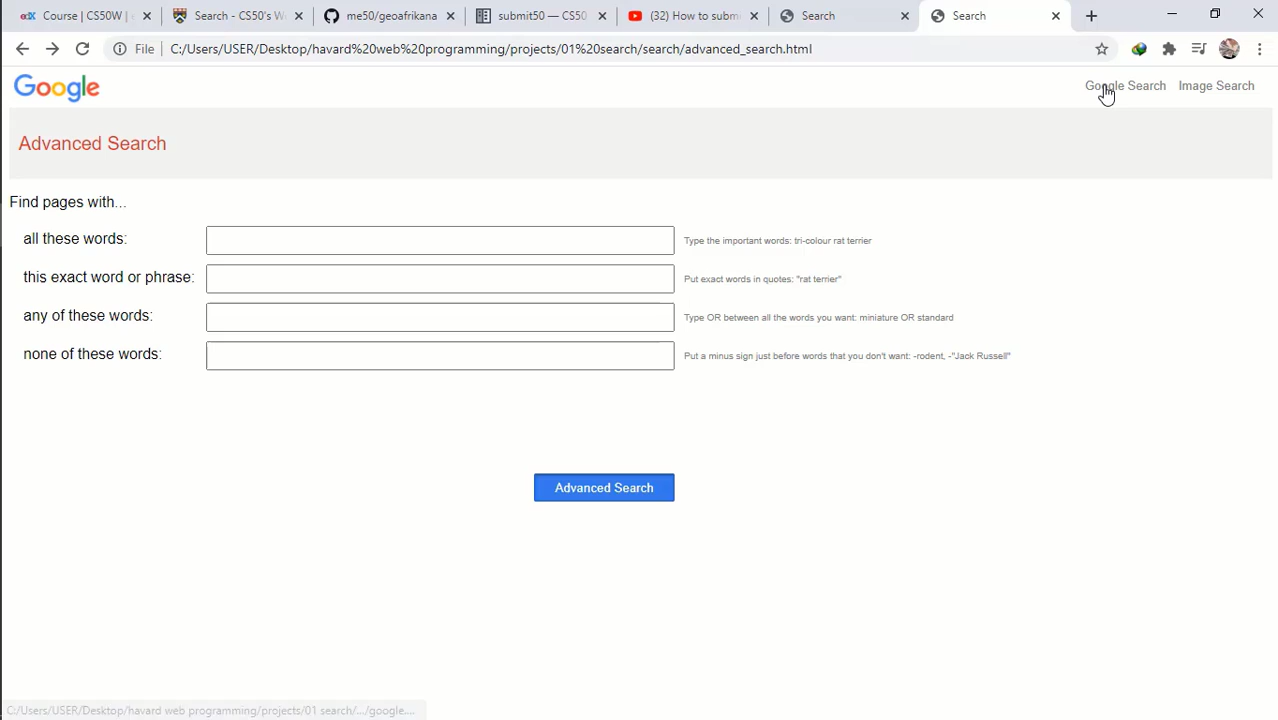 Course | CS50W
Search - CS50's W
me50/geoafrikana
submit50 — CS50
(32) How to subm
Search
Search
File
C:/Users/USER/Desktop/havard%20web%20programming/projects/01%20search/search/advanced_search.html
Google
Google Search
Image Search
Advanced Search
Find pages with...
all these words:
Type the important words: tri-colour rat terrier
this exact word or phrase:
Put exact words in quotes: "rat terrier"
any of these words:
Type OR between all the words you want: miniature OR standard
none of these words:
Put a minus sign just before words that you don't want: -rodent, -"Jack Russell"
Advanced Search
C:/Users/USER/Desktop/havard web programming/projects/01 search/.../google....